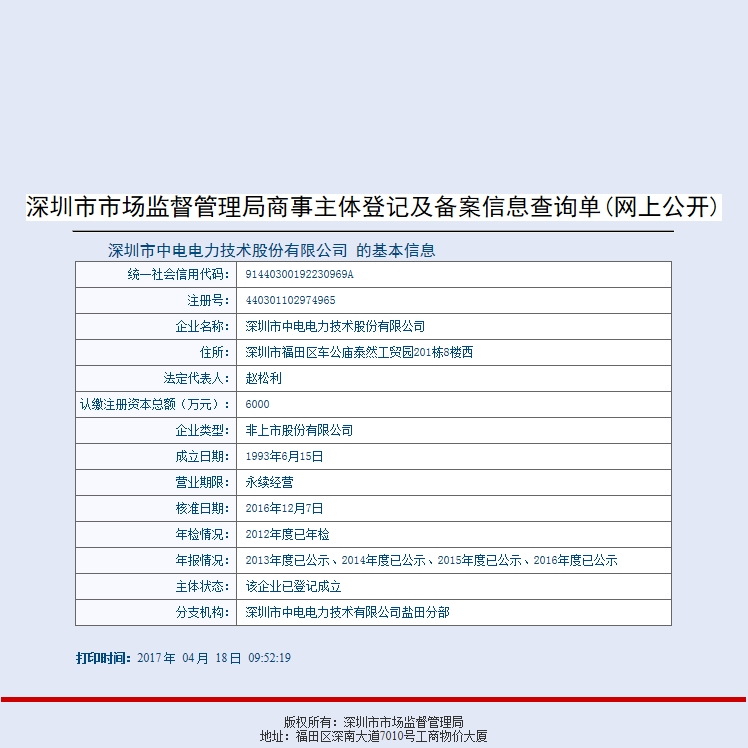 深圳市市场监督管理局商事主体登记及备案信息查询单(网上公开)
深圳市中电电力技术股份有限公司 的基本信息
统一社会信用代码： 91440300192230969A
注册号： 440301102974965
企业名称： 深圳市中电电力技术股份有限公司
住所： 深圳市福田区车公庙泰然工贸园201栋8楼西
法定代表人： 赵松利
认缴注册资本总额（万元）： 6000
企业类型： 非上市股份有限公司
成立日期： 1993年6月15日
营业期限： 永续经营
核准日期： 2016年12月7日
年检情况： 2012年度已年检
年报情况： 2013年度已公示、2014年度已公示、2015年度已公示、2016年度已公示
主体状态： 该企业已登记成立
分支机构： 深圳市中电电力技术有限公司盐田分部
打印时间：2017年 04月 18日 09:52:19
版权所有：深圳市市场监督管理局
地址：福田区深南大道7010号工商物价大厦